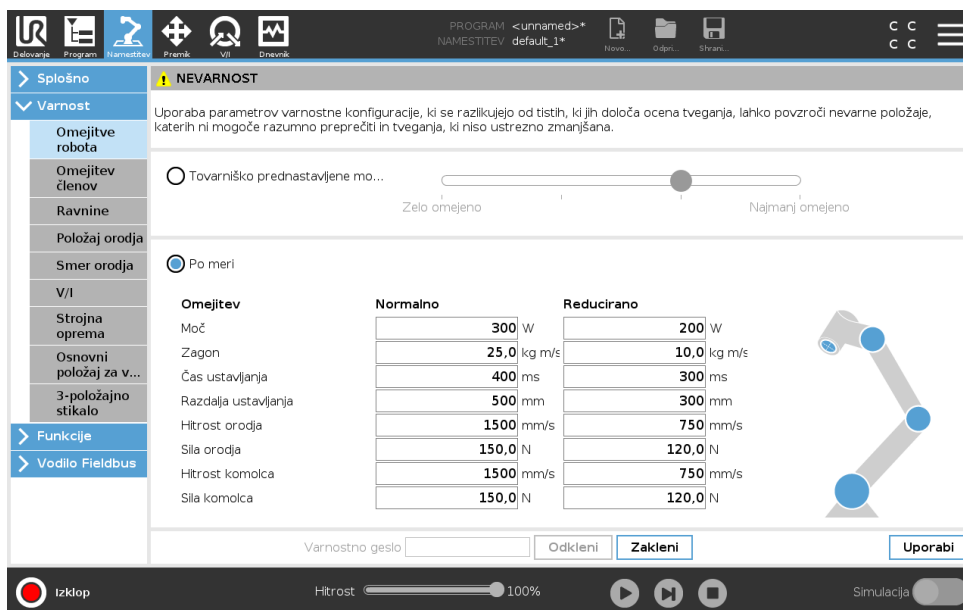 PROGRAM <unnamed>*
NAMESTITEV default_1*
Delovanje Program Namestitev Premik V/I Dnevnik Novo... Odpri... Shrani...
C C
C C
Splošno
Varnost
Omejitve robota
Omejitev členov
Ravnine
Položaj orodja
Smer orodja
V/I
Strojna oprema
Osnovni položaj za v...
3-položajno stikalo
Funkcije
Vodilo Fieldbus
NEVARNOST
Uporaba parametrov varnostne konfiguracije, ki se razlikujejo od tistih, ki jih določa ocena tveganja, lahko povzroči nevarne položaje,
katerih ni mogoče razumno preprečiti in tveganja, ki niso ustrezno zmanjšana.
Tovarniško prednastavljene mo...
Zelo omejeno Najmanj omejeno
Po meri
Omejitev Normalno Reducirano
Moč 300 W 200 W
Zagon 25,0 kg m/s 10,0 kg m/s
Čas ustavljanja 400 ms 300 ms
Razdalja ustavljanja 500 mm 300 mm
Hitrost orodja 1500 mm/s 750 mm/s
Sila orodja 150,0 N 120,0 N
Hitrost komolca 1500 mm/s 750 mm/s
Sila komolca 150,0 N 120,0 N
Varnostno geslo Odkleni Zakleni Uporabi
Izklop Hitrost 100% Simulacija